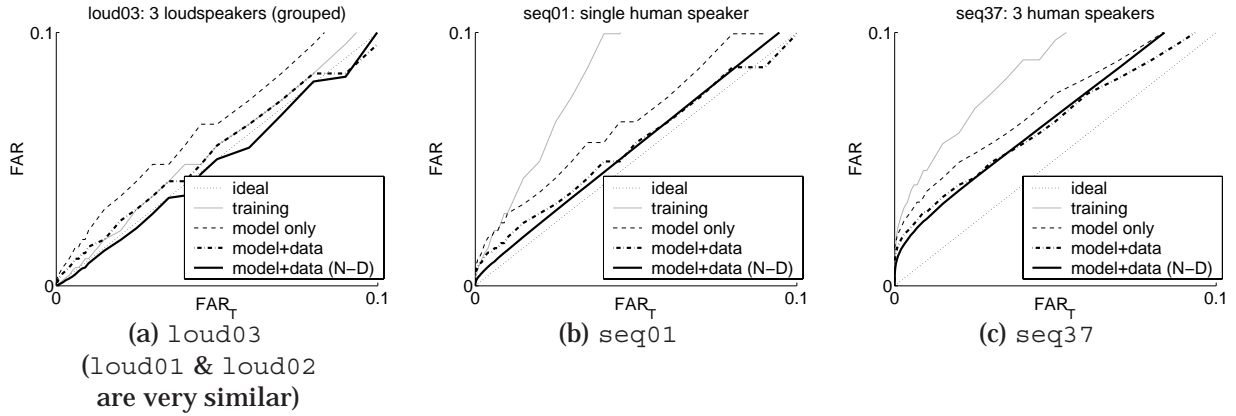 loud03: 3 loudspeakers (grouped)
0.1
FAR
0
ideal
training
model only
model+data
model+data (N−D)
0
FAR_T
0.1
(a) loud03
(loud01 & loud02
are very similar)
seq01: single human speaker
0.1
FAR
0
ideal
training
model only
model+data
model+data (N−D)
0
FAR_T
0.1
(b) seq01
seq37: 3 human speakers
0.1
FAR
0
ideal
training
model only
model+data
model+data (N−D)
0
FAR_T
0.1
(c) seq37